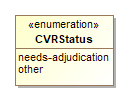 «enumeration»
CVRStatus
needs-adjudication
other